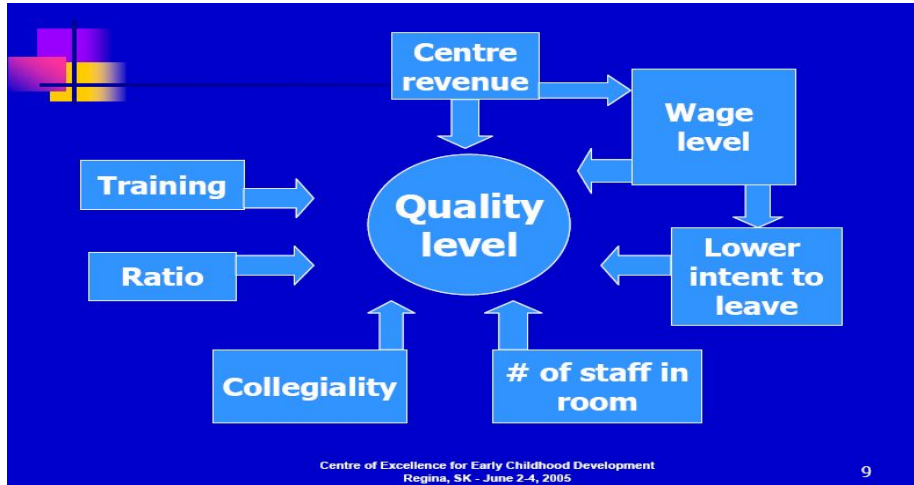 Centre
revenue
Wage
level
Training
Quality
level
Ratio
Lower
intent to
leave
Collegiality
# of staff in
room
Centre of Excellence for Early Childhood Development
Regina, SK - June 2-4, 2005
9